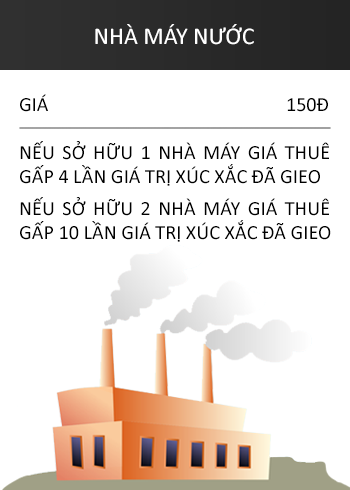 NHÀ MÁY NƯỚC
GIÁ 150Đ
NẾU SỞ HỮU 1 NHÀ MÁY GIÁ THUÊ
GẤP 4 LẦN GIÁ TRỊ XÚC XẮC ĐÃ GIEO
NẾU SỞ HỮU 2 NHÀ MÁY GIÁ THUÊ
GẤP 10 LẦN GIÁ TRỊ XÚC XẮC ĐÃ GIEO